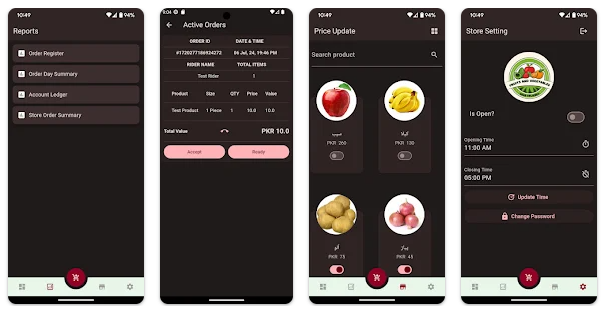 10:49
94%
Reports
Order Register
Order Day Summary
Account Ledger
Store Order Summary
9:04
92%
Active Orders
ORDER ID
DATE & TIME
#1720277186924272
06 Jul, 24, 19:46 PM
RIDER NAME
TOTAL ITEMS
Test Rider
1
Product Size QTY Price Value
Test Product 1 Piece 1 10.0 10.0
Total Value
PKR 10.0
Accept
Ready
10:49
94%
Price Update
Search product
سیب
کیلا
PKR 260
PKR 130
آلو
پیاز
PKR 75
PKR 45
10:49
94%
Store Setting
FRUITS AND VEGETABLES
Is Open?
Opening Time
11:00 AM
Closing Time
05:00 PM
Update Time
Change Password